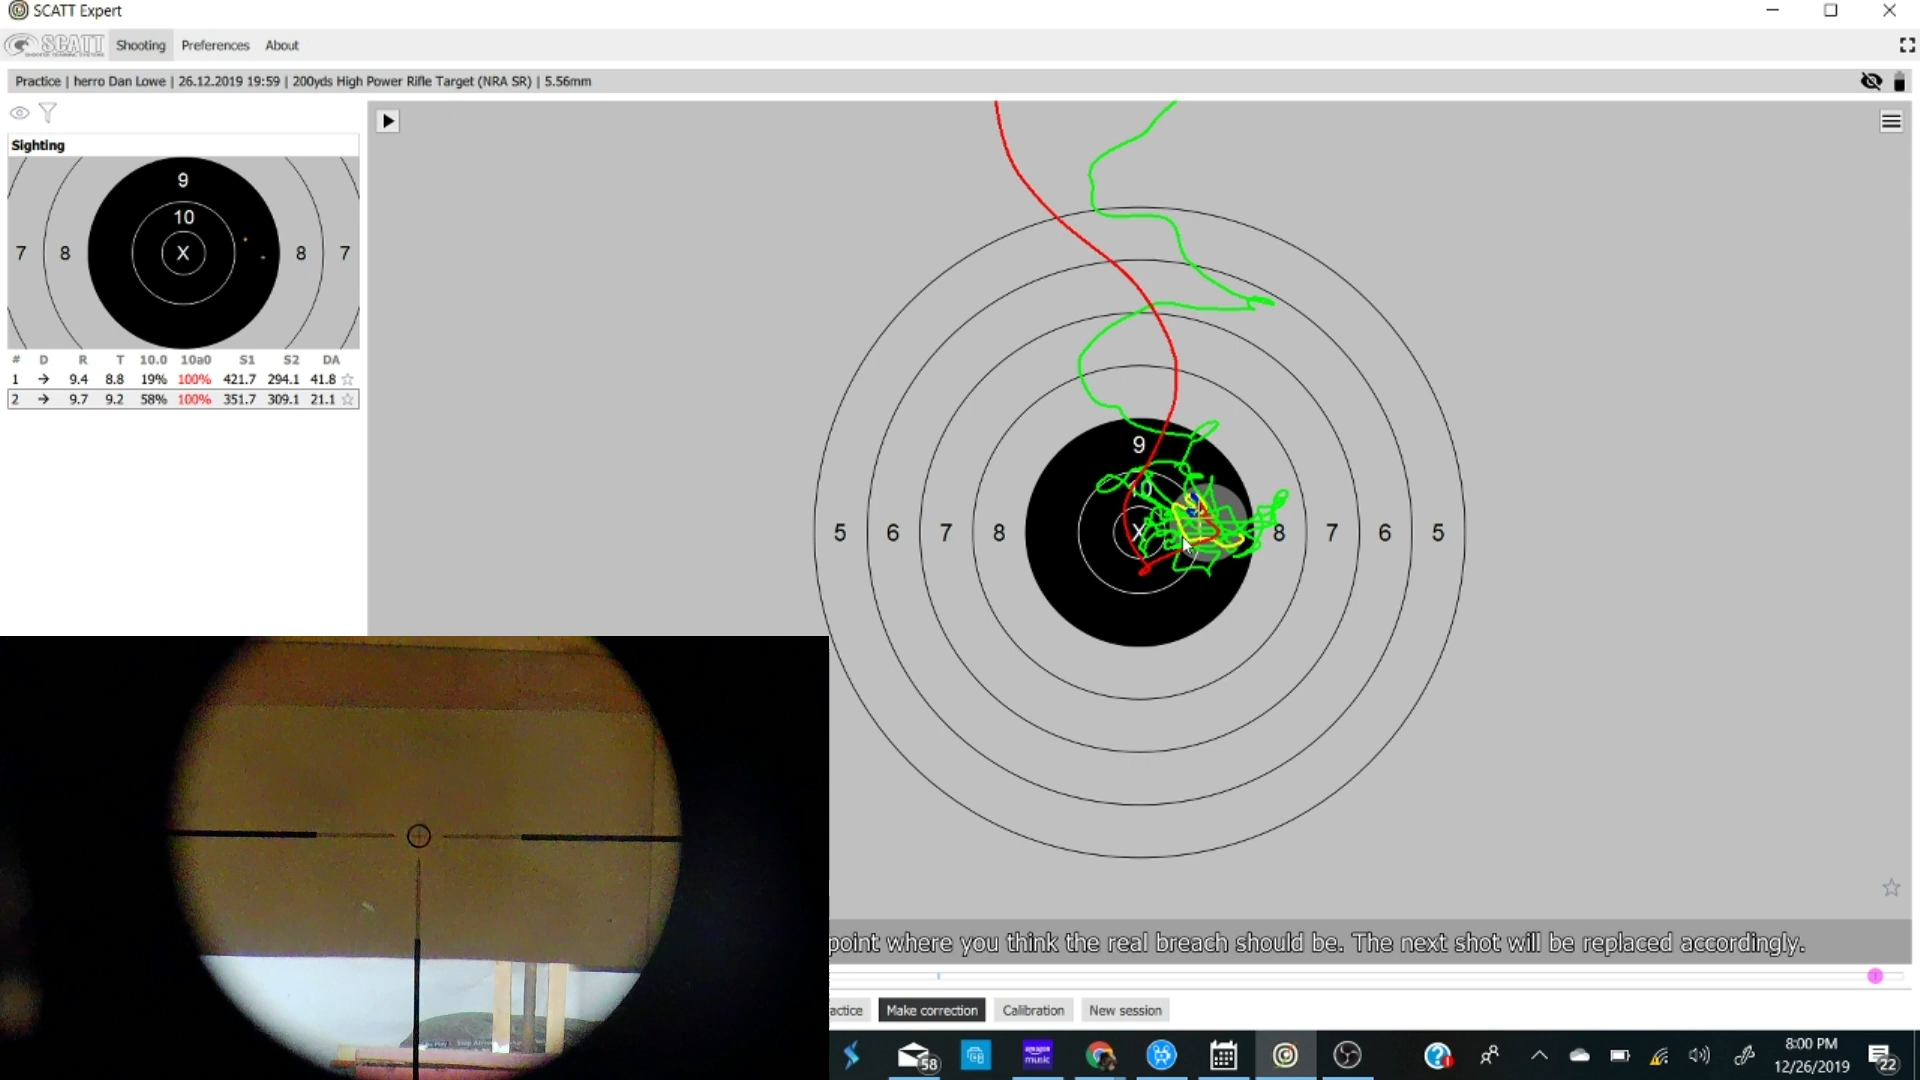 SCATT Expert
SCATT Shooting Preferences About
Practice | herro Dan Lowe | 26.12.2019 19:59 | 200yds High Power Rifle Target (NRA SR) | 5.56mm
Sighting
9
10
7 8 X 8 7
# D R T 10.0 10a0 S1 S2 DA
1 → 9.4 8.8 19% 100% 421.7 294.1 41.8
2 → 9.7 9.2 58% 100% 351.7 309.1 21.1
9
10
5 6 7 8 X 8 7 6 5
point where you think the real breach should be. The next shot will be replaced accordingly.
actice Make correction Calibration New session
58
amazon music
8:00 PM
12/26/2019
22